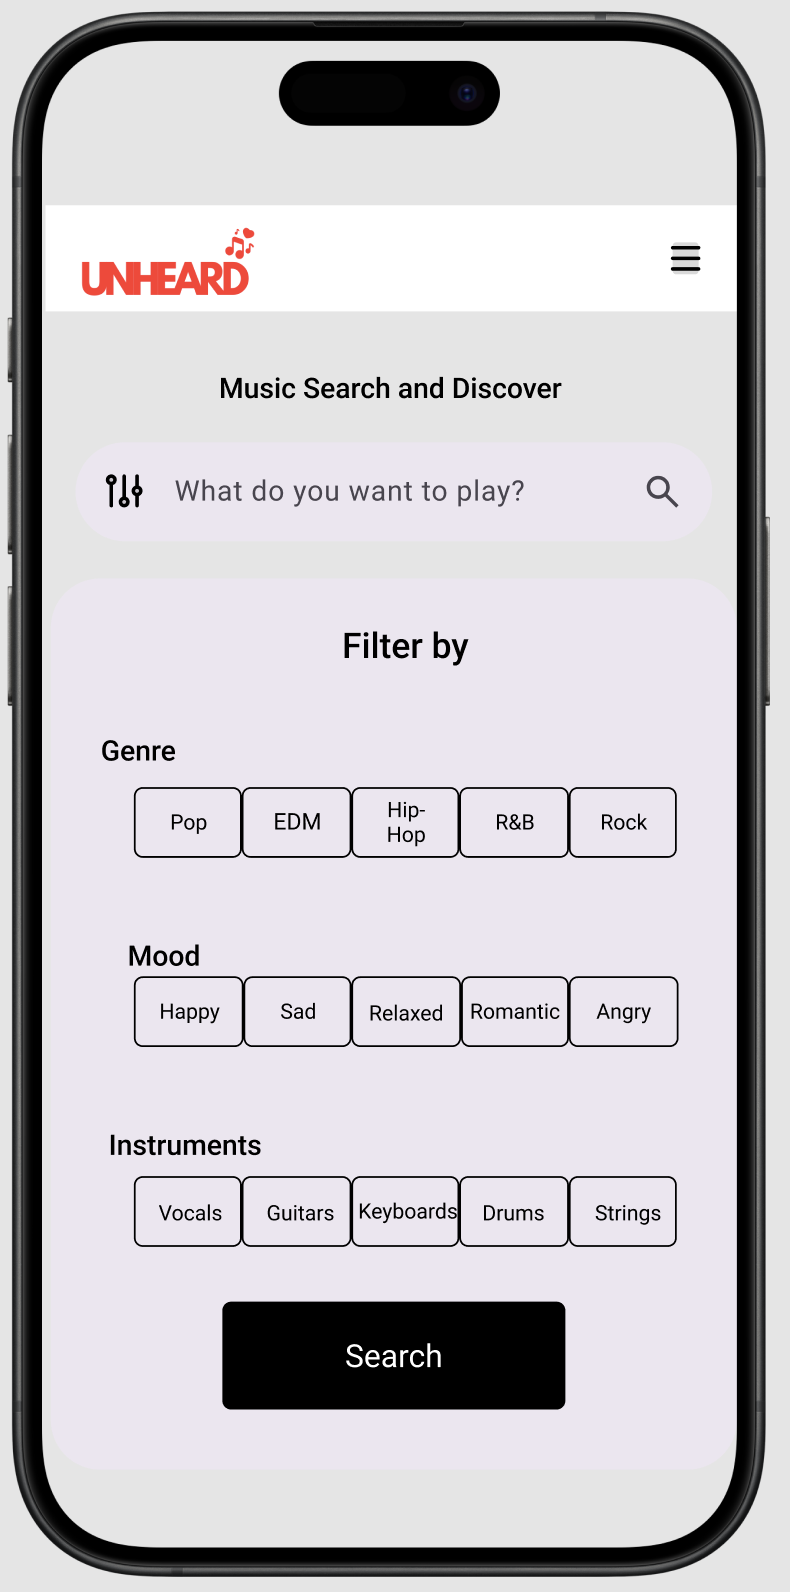 UNHEARD
Music Search and Discover
What do you want to play?
Filter by
Genre
Pop EDM Hip-
Hop R&B Rock
Mood
Happy Sad Relaxed Romantic Angry
Instruments
Vocals Guitars Keyboards Drums Strings
Search